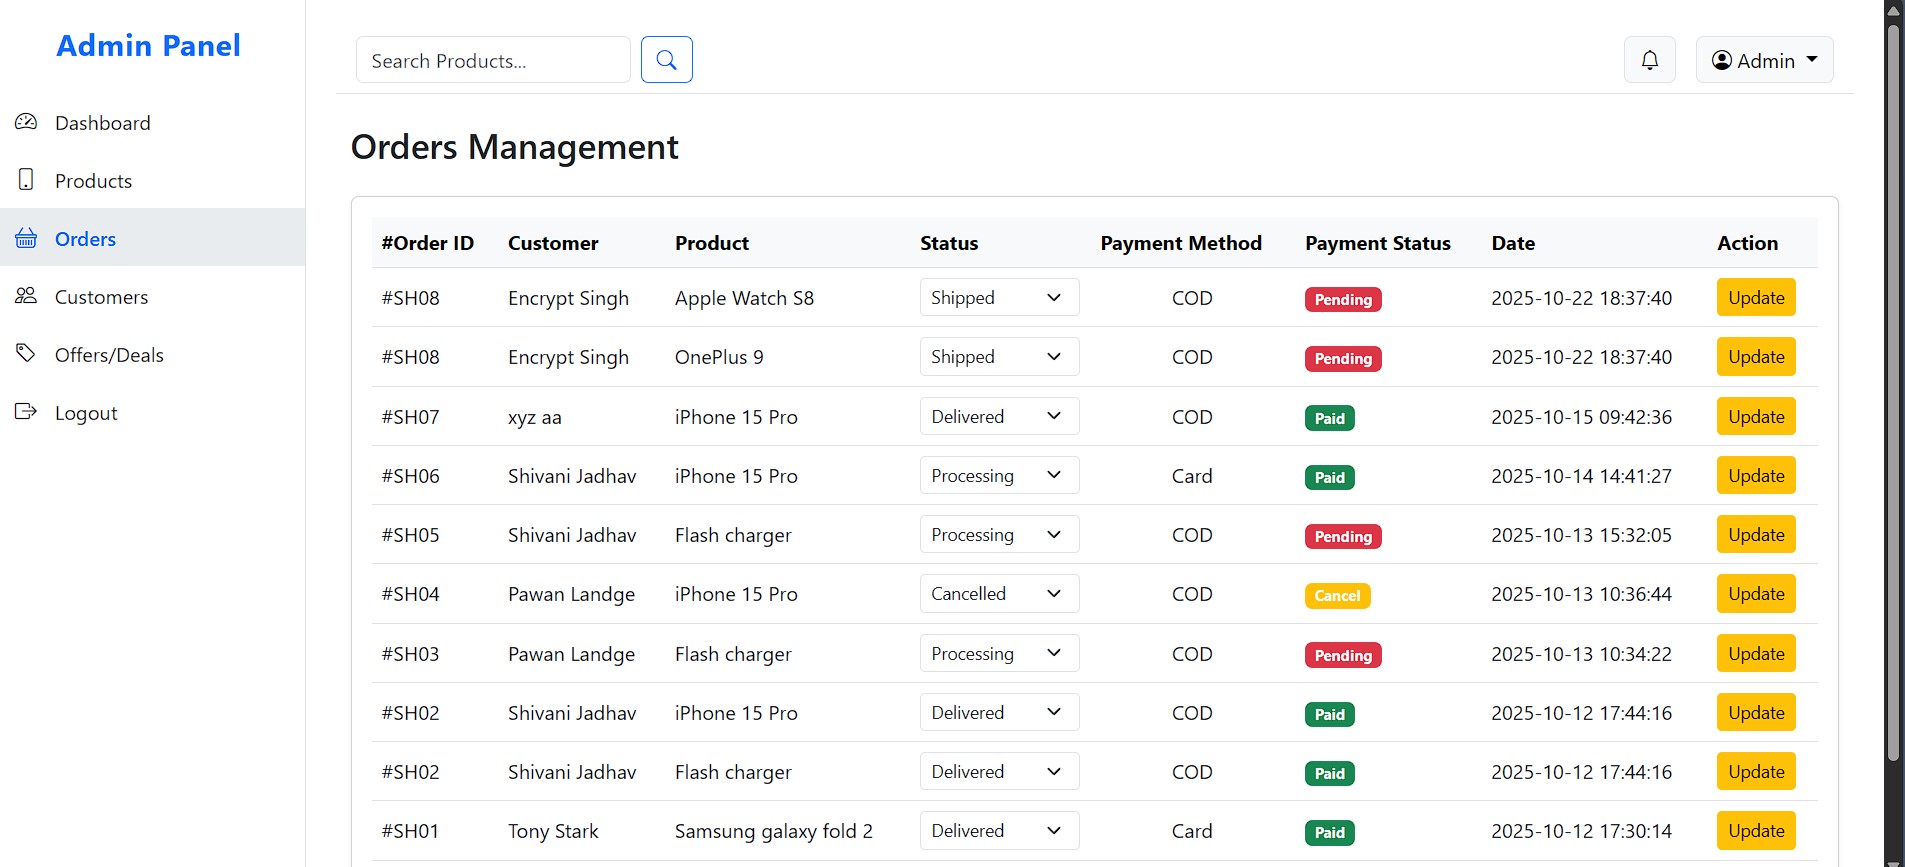 Admin Panel
Search Products...
Admin
Dashboard
Products
Orders
Customers
Offers/Deals
Logout
Orders Management
#Order ID Customer Product Status Payment Method Payment Status Date Action
#SH08 Encrypt Singh Apple Watch S8 Shipped COD Pending 2025-10-22 18:37:40 Update
#SH08 Encrypt Singh OnePlus 9 Shipped COD Pending 2025-10-22 18:37:40 Update
#SH07 xyz aa iPhone 15 Pro Delivered COD Paid 2025-10-15 09:42:36 Update
#SH06 Shivani Jadhav iPhone 15 Pro Processing Card Paid 2025-10-14 14:41:27 Update
#SH05 Shivani Jadhav Flash charger Processing COD Pending 2025-10-13 15:32:05 Update
#SH04 Pawan Landge iPhone 15 Pro Cancelled COD Cancel 2025-10-13 10:36:44 Update
#SH03 Pawan Landge Flash charger Processing COD Pending 2025-10-13 10:34:22 Update
#SH02 Shivani Jadhav iPhone 15 Pro Delivered COD Paid 2025-10-12 17:44:16 Update
#SH02 Shivani Jadhav Flash charger Delivered COD Paid 2025-10-12 17:44:16 Update
#SH01 Tony Stark Samsung galaxy fold 2 Delivered Card Paid 2025-10-12 17:30:14 Update